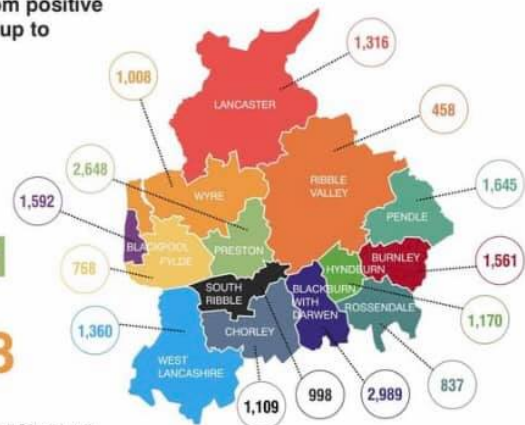 om positive
up to
1,316
1,008
LANCASTER
458
2,648
RIBBLE
VALLEY
1,645
WYRE
1,592
PENDLE
BLACKPOOL
FYLDE
PRESTON
BURNLEY
1,561
768
HYNDBURN
SOUTH
RIBBLE
BLACKBURN
WITH
DARWEN
ROSSENDALE
1,170
1,360
CHORLEY
3
WEST
LANCASHIRE
837
1,109
998
2,989